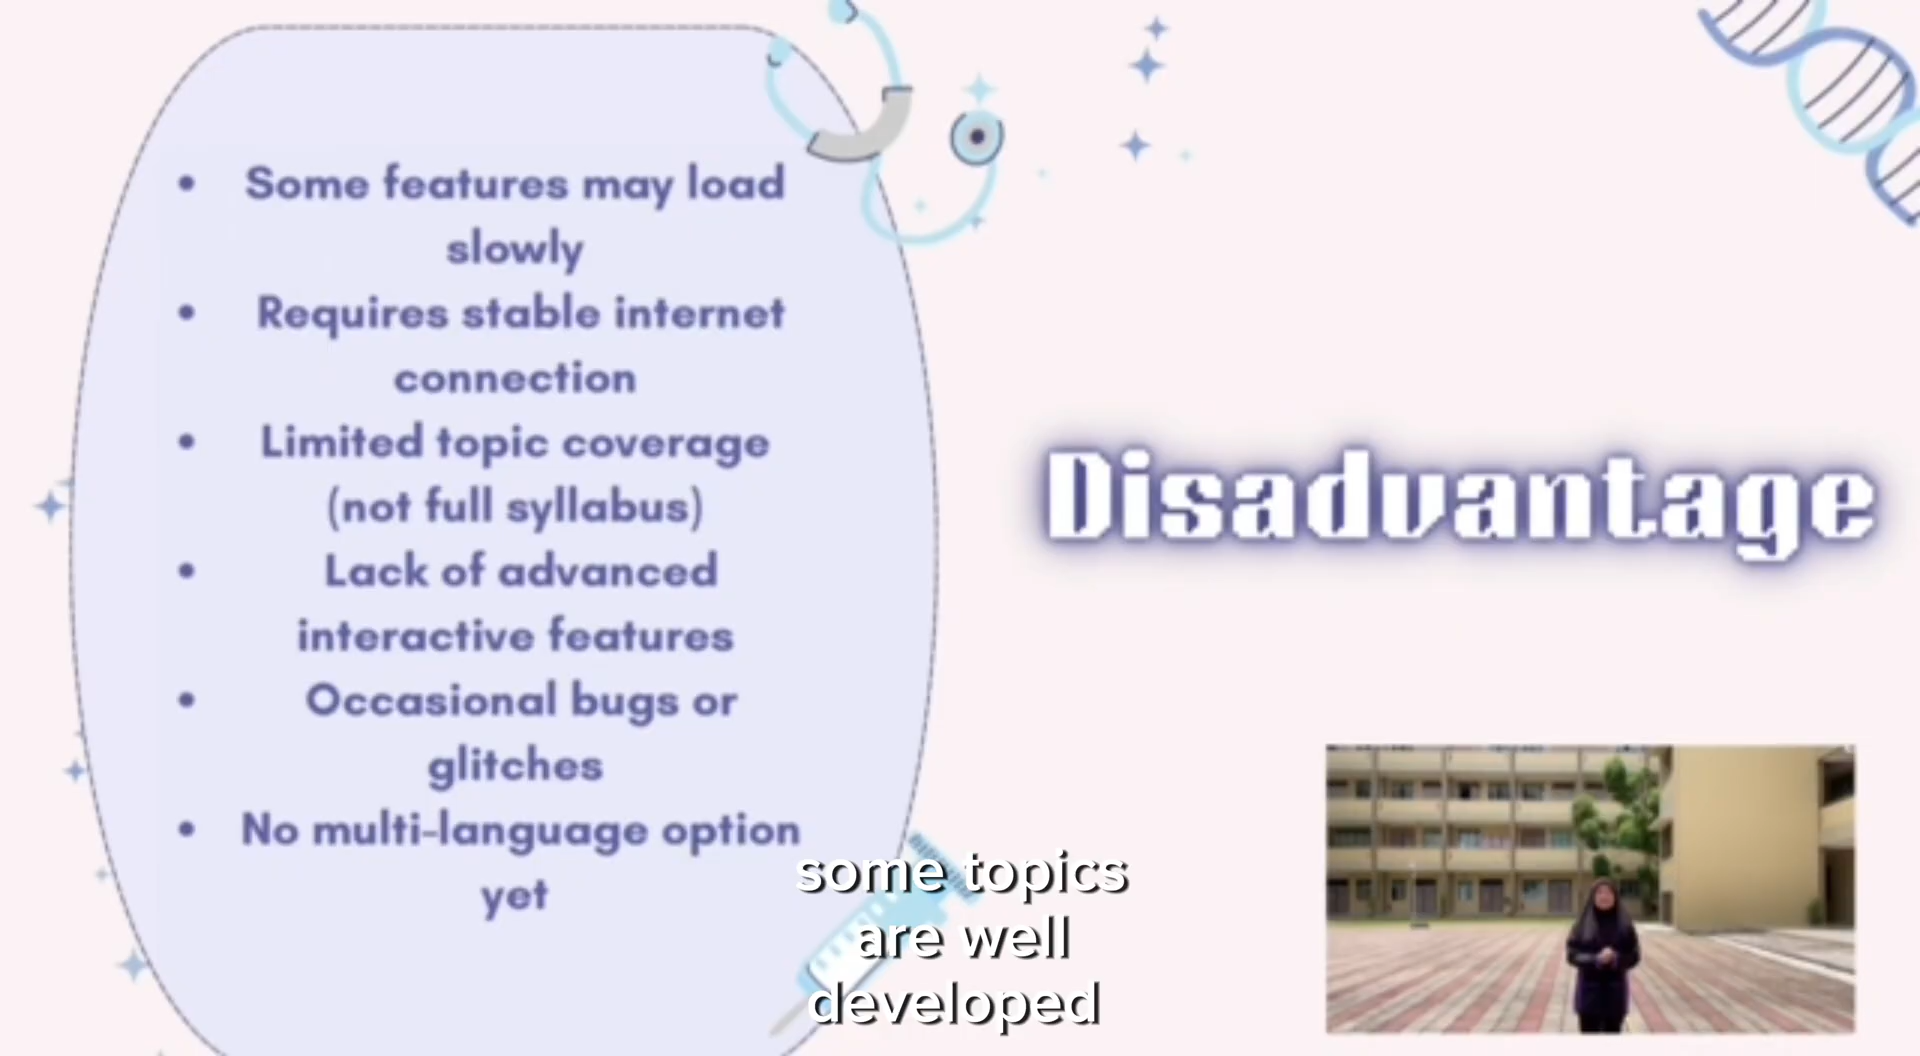 • Some features may load
slowly
• Requires stable internet
connection
• Limited topic coverage
(not full syllabus)
• Lack of advanced
interactive features
• Occasional bugs or
glitches
• No multi-language option
yet
Disadvantage
some topics
are well
developed